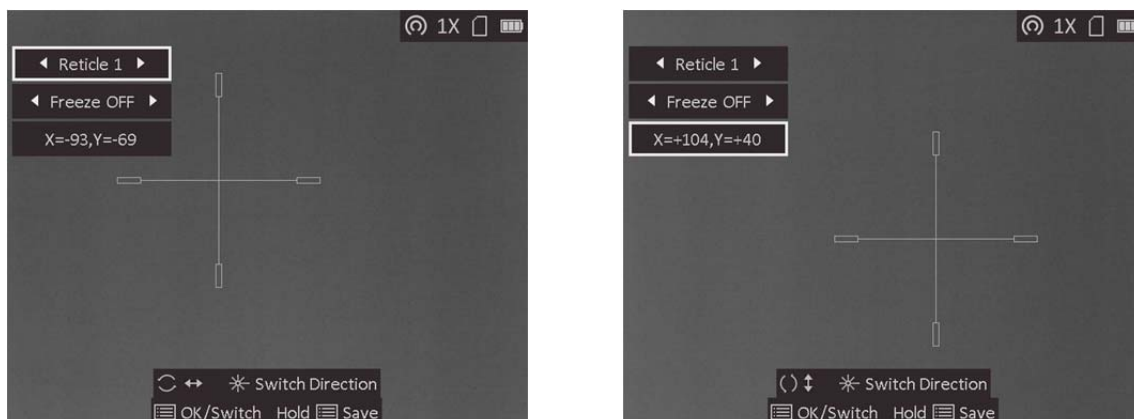 1X
Reticle 1
Freeze OFF
X=-93,Y=-69
Switch Direction
OK/Switch Hold Save
1X
Reticle 1
Freeze OFF
X=+104,Y=+40
Switch Direction
OK/Switch Hold Save